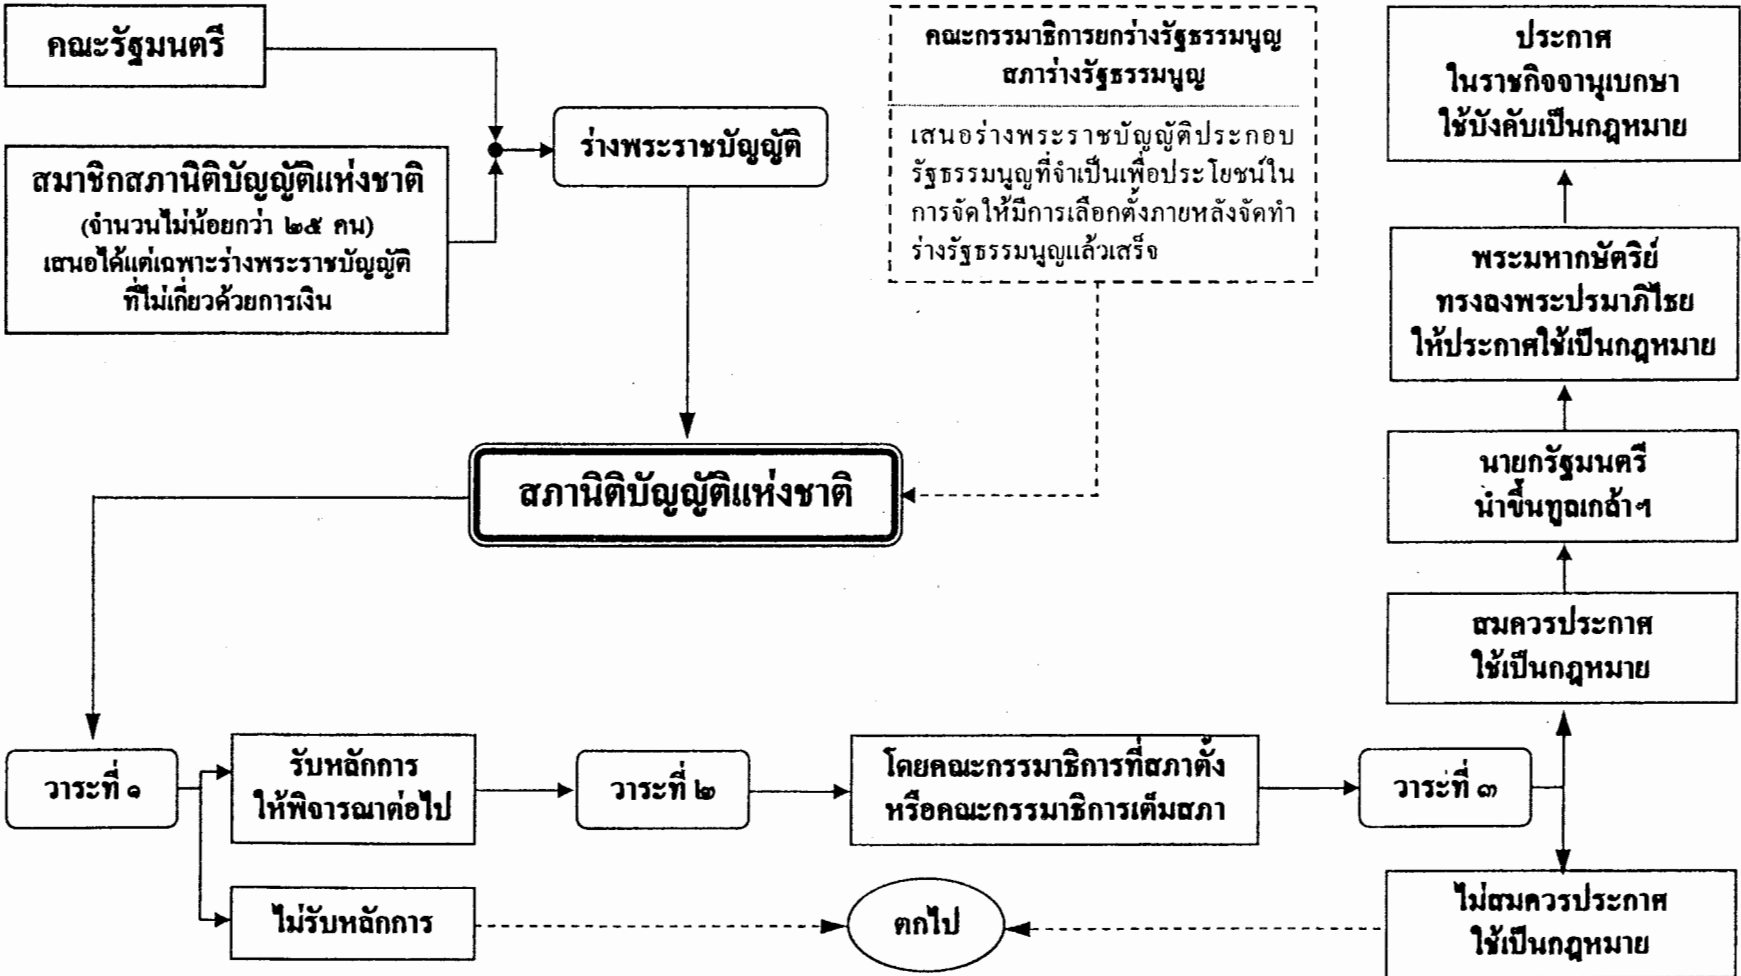 คณะรัฐมนตรี
สมาชิกสภานิติบัญญัติแห่งชาติ
(จำนวนไม่น้อยกว่า ๒๕ คน)
เสนอได้แต่เฉพาะร่างพระราชบัญญัติ
ที่ไม่เกี่ยวด้วยการเงิน
ร่างพระราชบัญญัติ
คณะกรรมาธิการยกร่างรัฐธรรมนูญ
สภาร่างรัฐธรรมนูญ
เสนอร่างพระราชบัญญัติประกอบ
รัฐธรรมนูญที่จำเป็นเพื่อประโยชน์ใน
การจัดให้มีการเลือกตั้งภายหลังจัดทำ
ร่างรัฐธรรมนูญแล้วเสร็จ
สภานิติบัญญัติแห่งชาติ
วาระที่ ๑
รับหลักการ
ให้พิจารณาต่อไป
ไม่รับหลักการ
วาระที่ ๒
โดยคณะกรรมาธิการที่สภาตั้ง
หรือคณะกรรมาธิการเต็มสภา
ตกไป
วาระที่ ๓
ไม่สมควรประกาศ
ใช้เป็นกฎหมาย
สมควรประกาศ
ใช้เป็นกฎหมาย
นายกรัฐมนตรี
นำขึ้นทูลเกล้าฯ
พระมหากษัตริย์
ทรงลงพระปรมาภิไธย
ให้ประกาศใช้เป็นกฎหมาย
ประกาศ
ในราชกิจจานุเบกษา
ใช้บังคับเป็นกฎหมาย